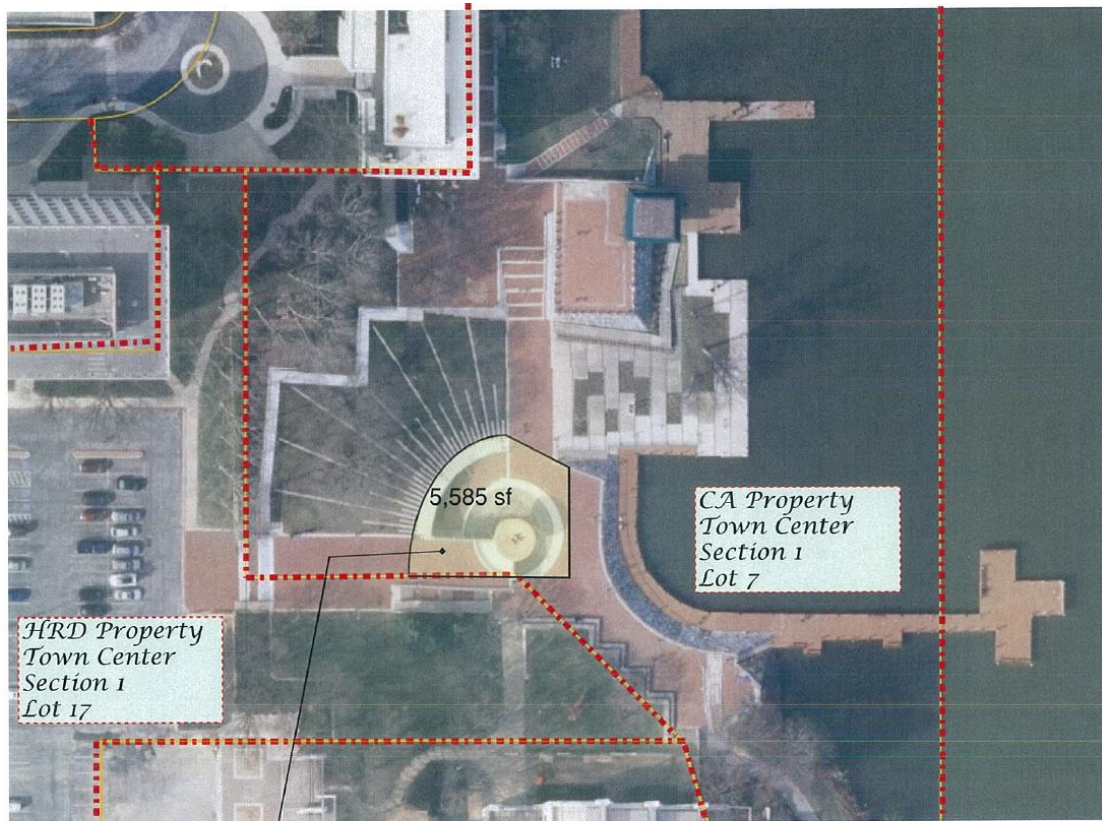 5,585 sf
CA Property
Town Center
Section 1
Lot 7
HRD Property
Town Center
Section 1
Lot 17